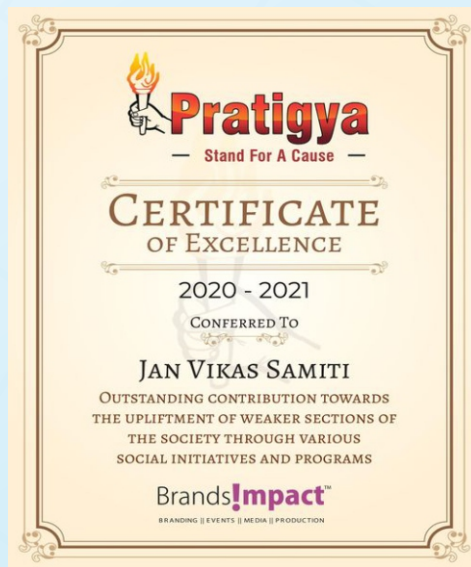 Pratigya
— Stand For A Cause —
CERTIFICATE
OF EXCELLENCE
2020 - 2021
CONFERRED TO
JAN VIKAS SAMITI
OUTSTANDING CONTRIBUTION TOWARDS
THE UPLIFTMENT OF WEAKER SECTIONS OF
THE SOCIETY THROUGH VARIOUS
SOCIAL INITIATIVES AND PROGRAMS
Brands!mpact™
BRANDING || EVENTS || MEDIA || PRODUCTION